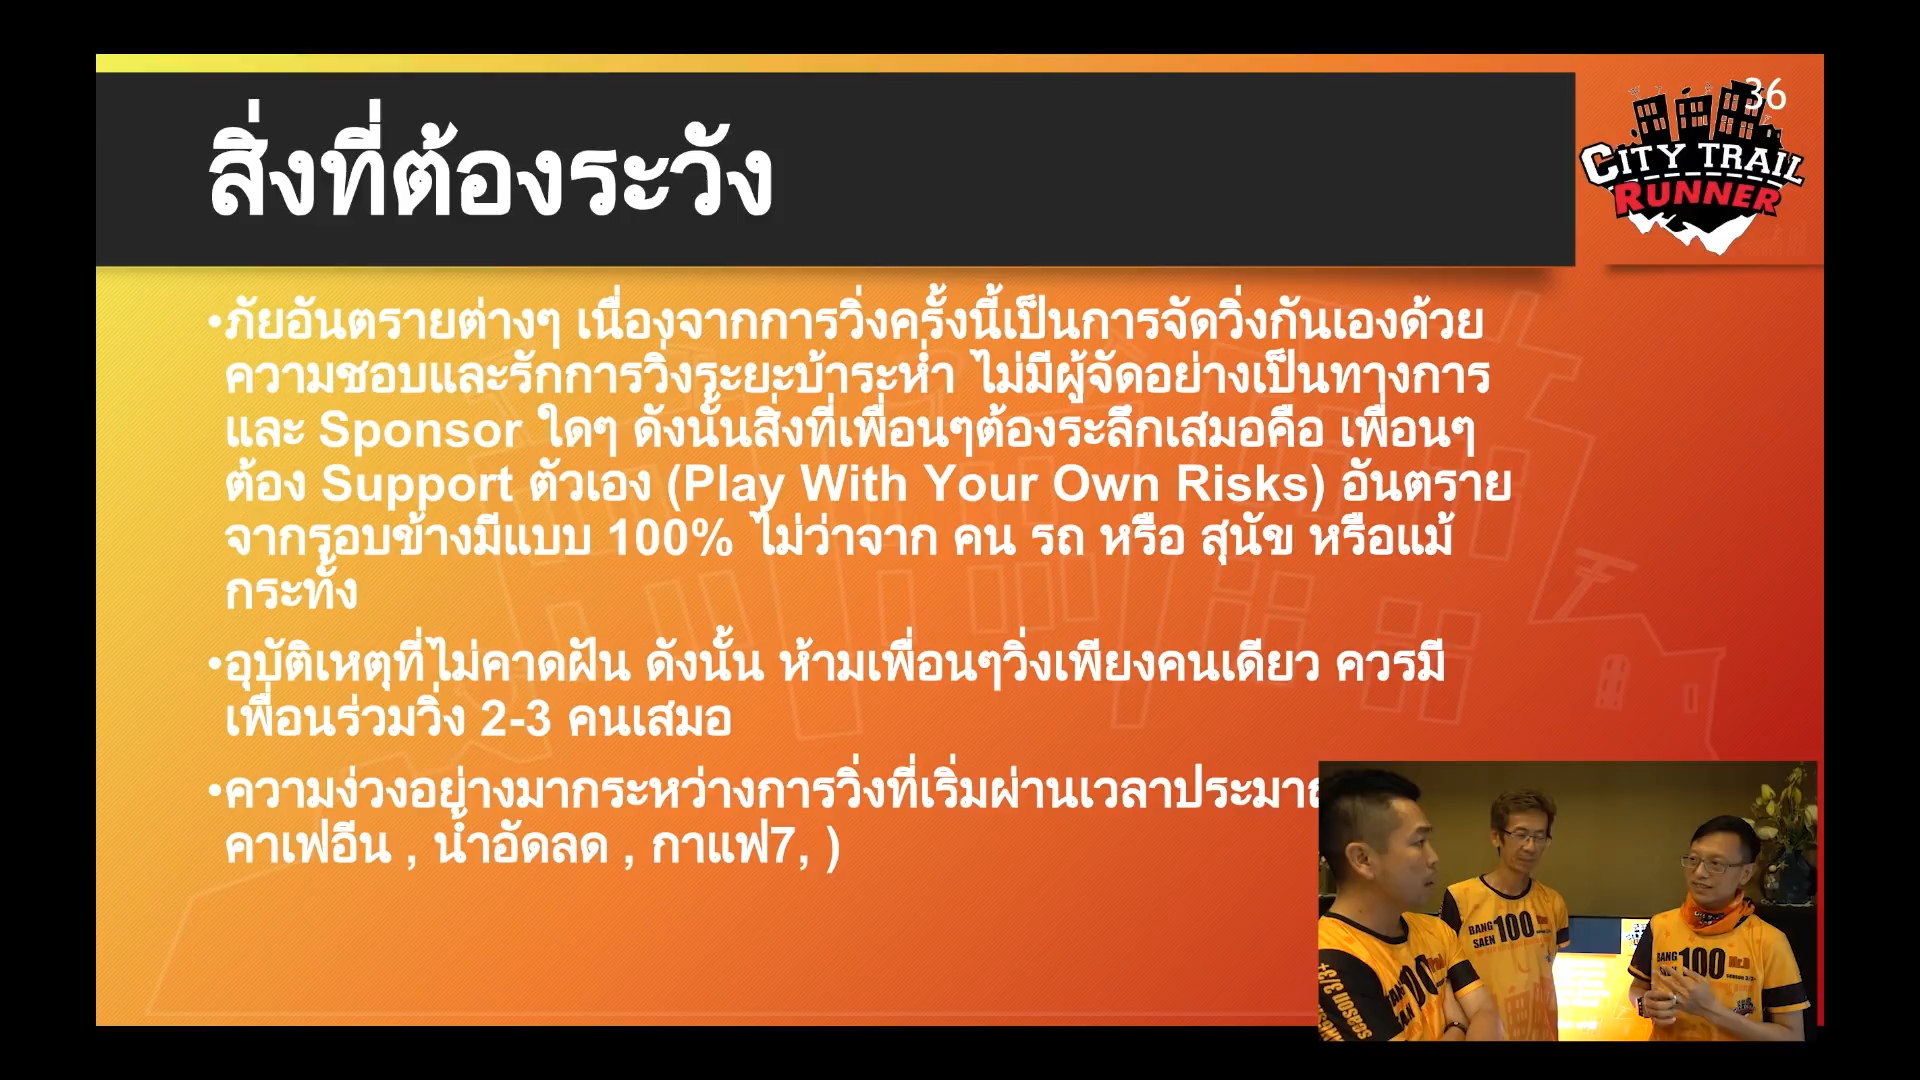 สิ่งที่ต้องระวัง
36
CITY TRAIL
RUNNER
•ภัยอันตรายต่างๆ เนื่องจากการวิ่งครั้งนี้เป็นการจัดวิ่งกันเองด้วย
ความชอบและรักการวิ่งระยะบ้าระห่ำ ไม่มีผู้จัดอย่างเป็นทางการ
และ Sponsor ใดๆ ดังนั้นสิ่งที่เพื่อนๆต้องระลึกเสมอคือ เพื่อนๆ
ต้อง Support ตัวเอง (Play With Your Own Risks) อันตราย
จากรอบข้างมีแบบ 100% ไม่ว่าจาก คน รถ หรือ สุนัข หรือแม้
กระทั้ง
•อุบัติเหตุที่ไม่คาดฝัน ดังนั้น ห้ามเพื่อนๆวิ่งเพียงคนเดียว ควรมี
เพื่อนร่วมวิ่ง 2-3 คนเสมอ
•ความง่วงอย่างมากระหว่างการวิ่งที่เริ่มผ่านเวลาประมาณ
คาเฟอีน , น้ำอัดลด , กาแฟ7, )
BANG
SAEN 100
BANG
100
season 3/3+